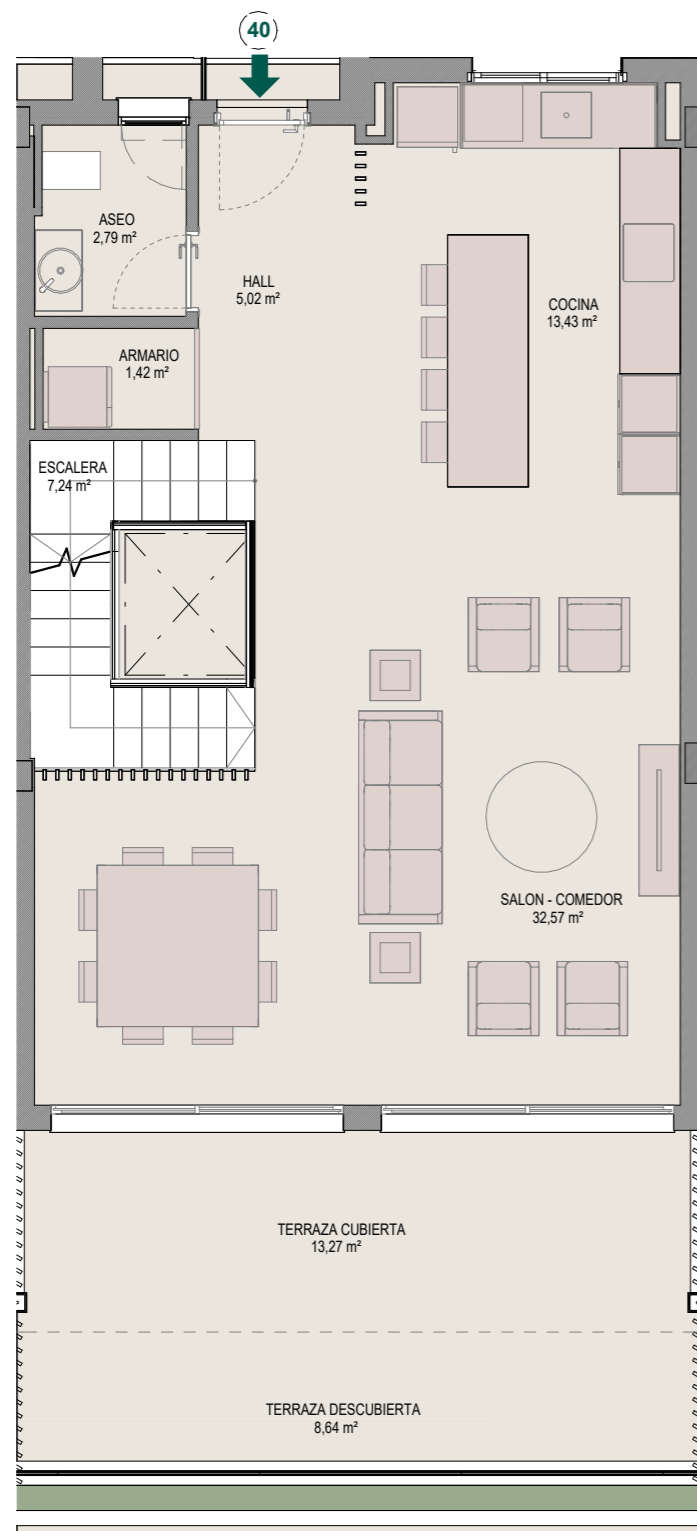 40
ASEO
2,79 m²
HALL
5,02 m²
COCINA
13,43 m²
ARMARIO
1,42 m²
ESCALERA
7,24 m²
SALON - COMEDOR
32,57 m²
TERRAZA CUBIERTA
13,27 m²
TERRAZA DESCUBIERTA
8,64 m²